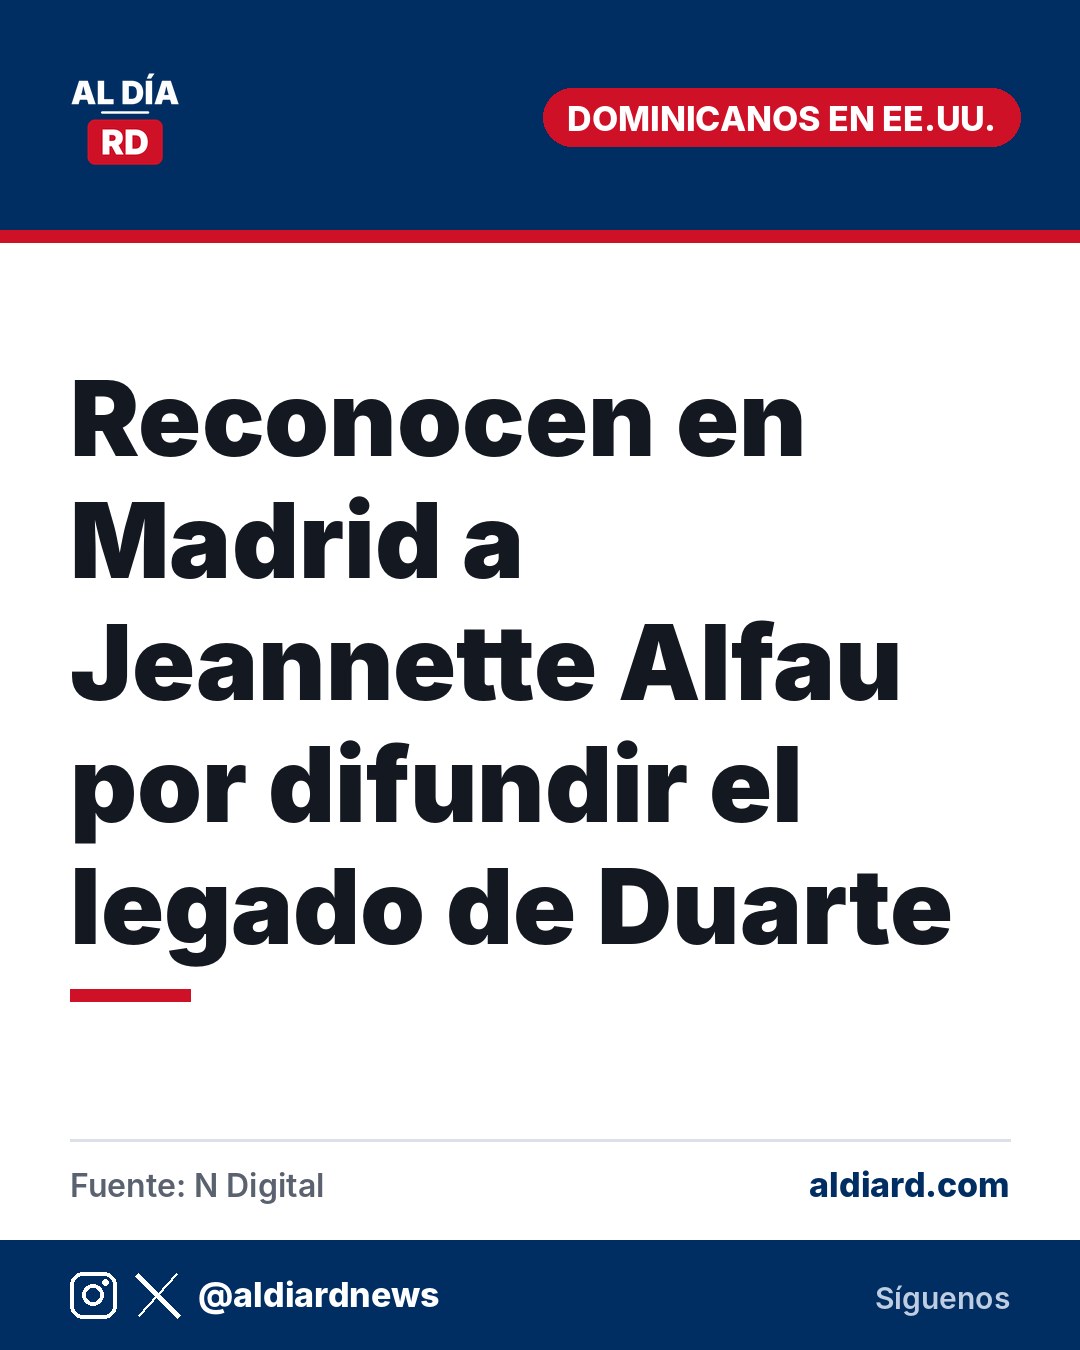 AL DÍA
RD
DOMINICANOS EN EE.UU.
Reconocen en
Madrid a
Jeannette Alfau
por difundir el
legado de Duarte
Fuente: N Digital
aldiard.com
@aldiardnews
Síguenos